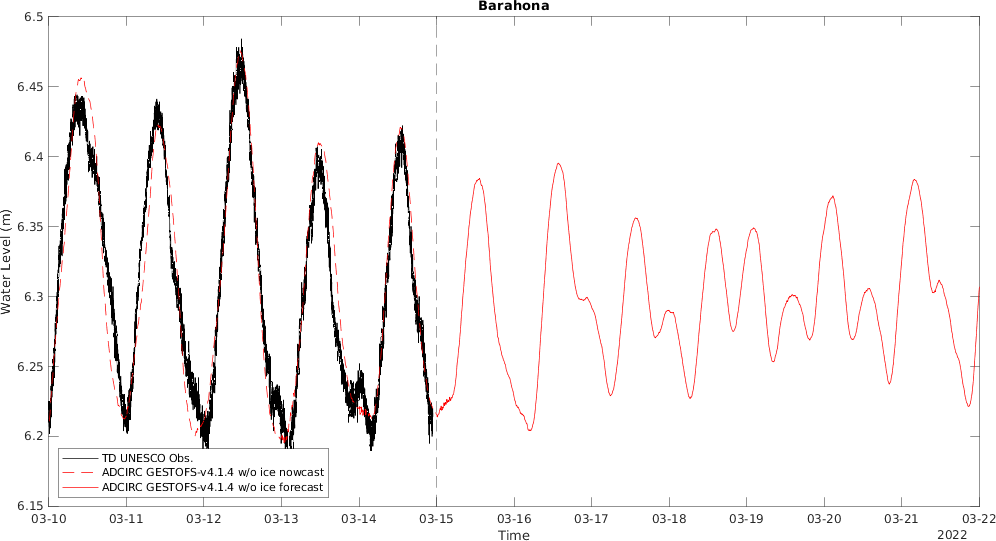 Barahona
6.5
6.45
6.4
6.35
6.3
6.25
6.2
6.15
Water Level (m)
TD UNESCO Obs.
ADCIRC GESTOFS-v4.1.4 w/o ice nowcast
ADCIRC GESTOFS-v4.1.4 w/o ice forecast
03-10 03-11 03-12 03-13 03-14 03-15 03-16 03-17 03-18 03-19 03-20 03-21 03-22
Time
2022